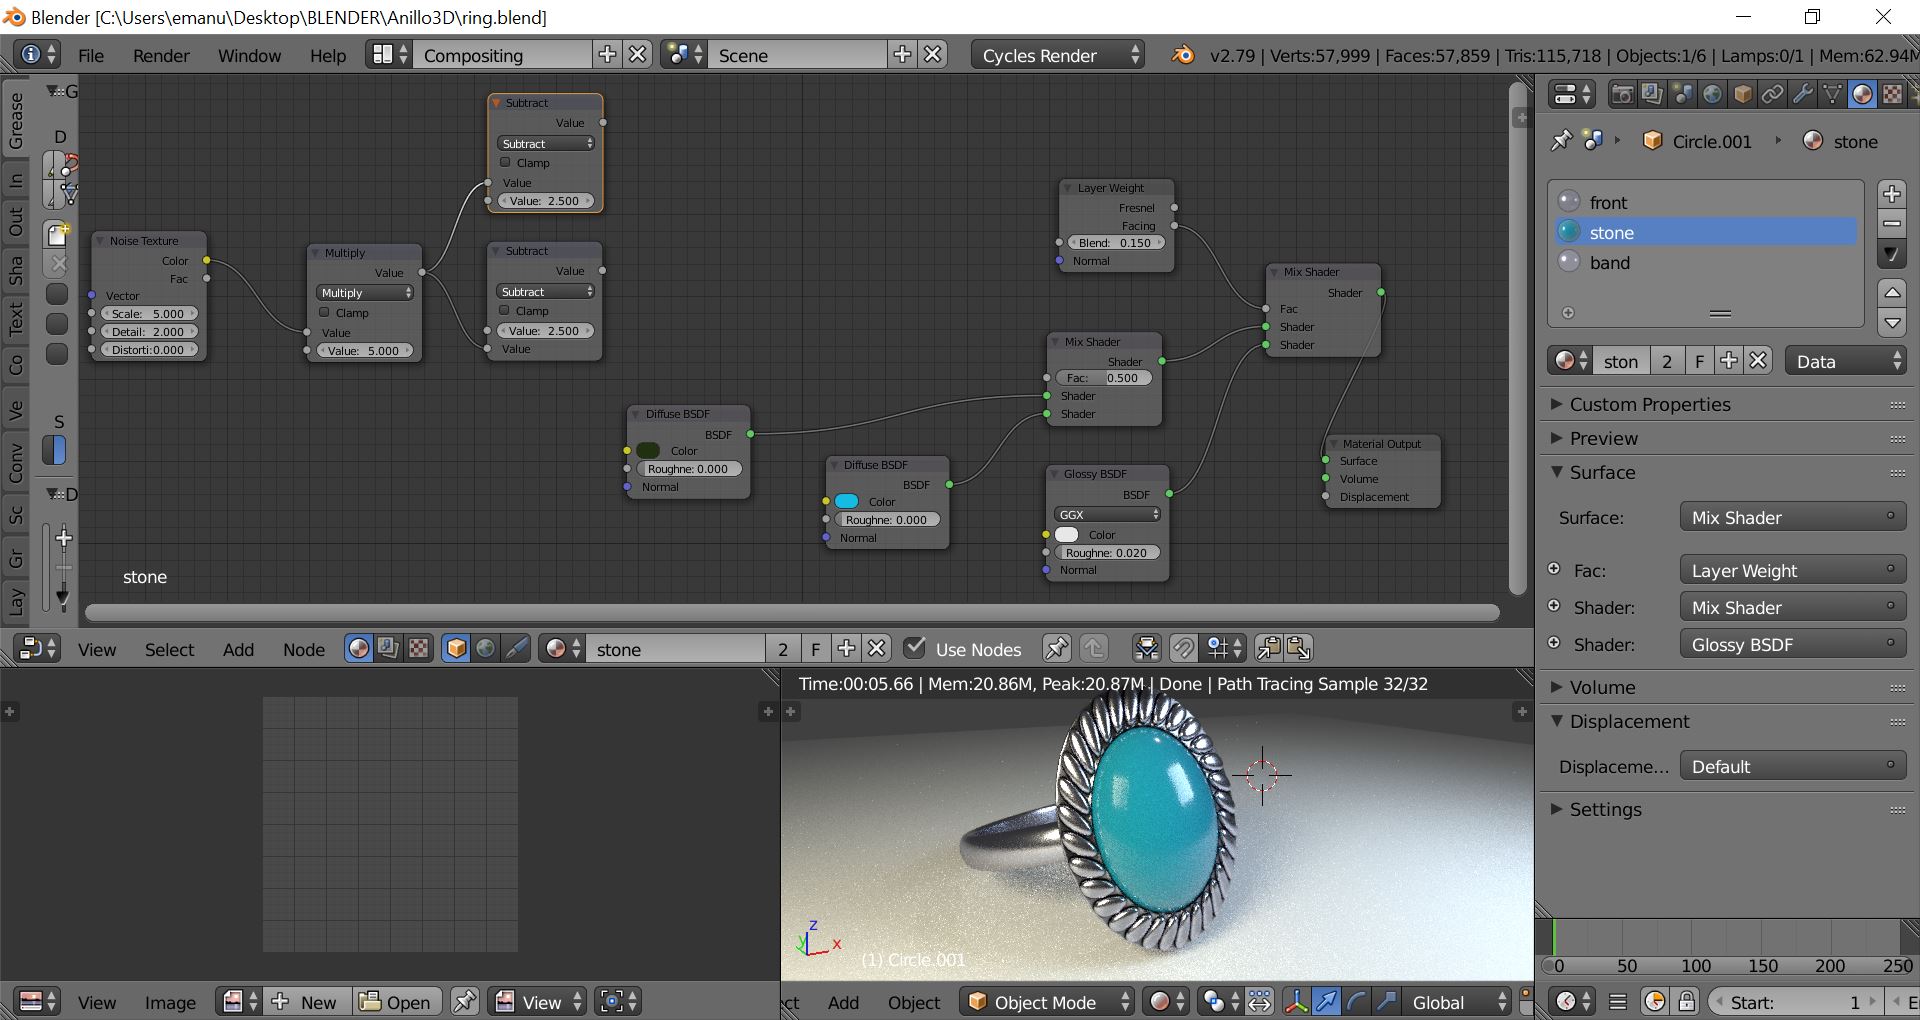 Blender [C:\Users\emanu\Desktop\BLENDER\Anillo3D\ring.blend]
File Render Window Help Compositing Scene Cycles Render v2.79 | Verts:57,999 | Faces:57,859 | Tris:115,718 | Objects:1/6 | Lamps:0/1 | Mem:62.94M
Grease
In
Out
Sha
Text
Co
Ve
Conv
Sc
Gr
Lay
G
D
S
D
Noise Texture
Color
Fac
Vector
Scale: 5.000
Detail: 2.000
Distorti:0.000
Multiply
Value
Multiply
Clamp
Value
Value: 5.000
Subtract
Value
Subtract
Clamp
Value
Value: 2.500
Subtract
Value
Subtract
Clamp
Value: 2.500
Value
Diffuse BSDF
BSDF
Color
Roughne: 0.000
Normal
Diffuse BSDF
BSDF
Color
Roughne: 0.000
Normal
Layer Weight
Fresnel
Facing
Blend: 0.150
Normal
Mix Shader
Shader
Fac: 0.500
Shader
Shader
Glossy BSDF
BSDF
GGX
Color
Roughne: 0.020
Normal
Mix Shader
Shader
Fac
Shader
Shader
Material Output
Surface
Volume
Displacement
stone
View Select Add Node stone 2 F Use Nodes
Circle.001 stone
front
stone
band
ston 2 F Data
Custom Properties
Preview
Surface
Surface: Mix Shader
Fac: Layer Weight
Shader: Mix Shader
Shader: Glossy BSDF
Volume
Displacement
Displaceme... Default
Settings
Time:00:05.66 | Mem:20.86M, Peak:20.87M | Done | Path Tracing Sample 32/32
z
y
x
(1) Circle.001
View Image New Open View
ct Add Object Object Mode Global
0 50 100 150 200 250
Start: 1 E